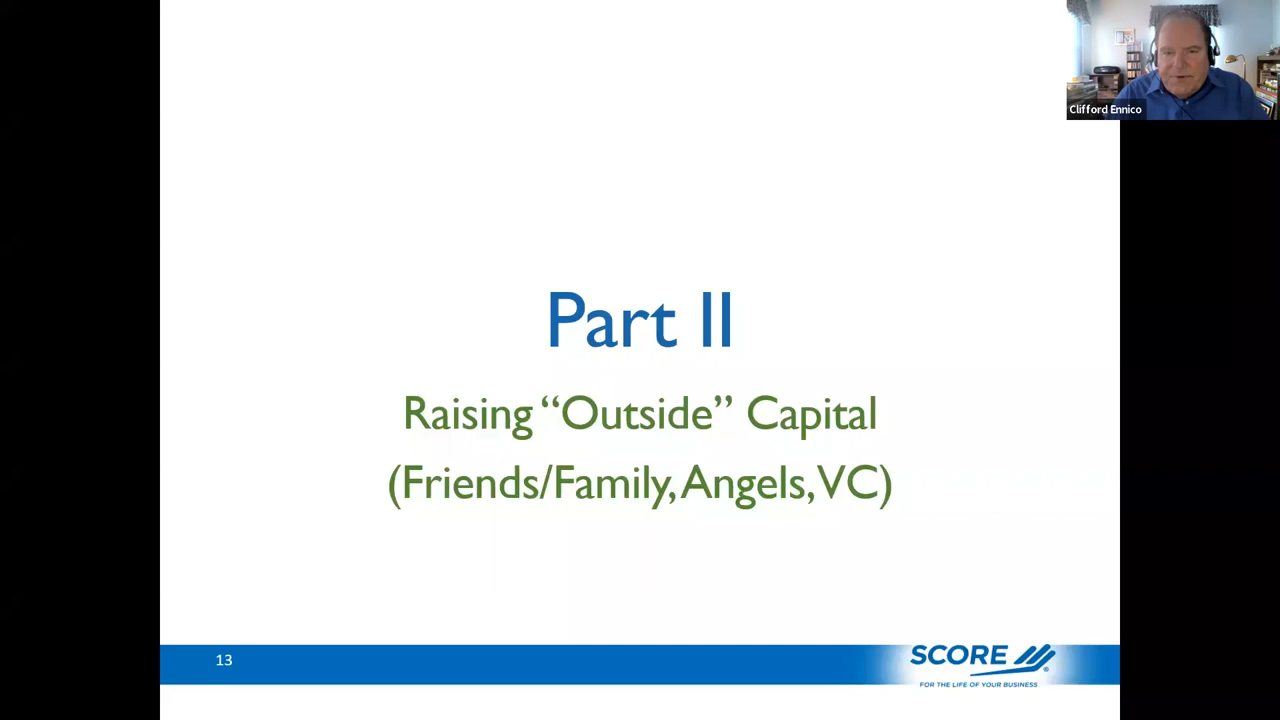 Clifford Ennico
Part II
Raising “Outside” Capital
(Friends/Family, Angels, VC)
13
SCORE
®
FOR THE LIFE OF YOUR BUSINESS